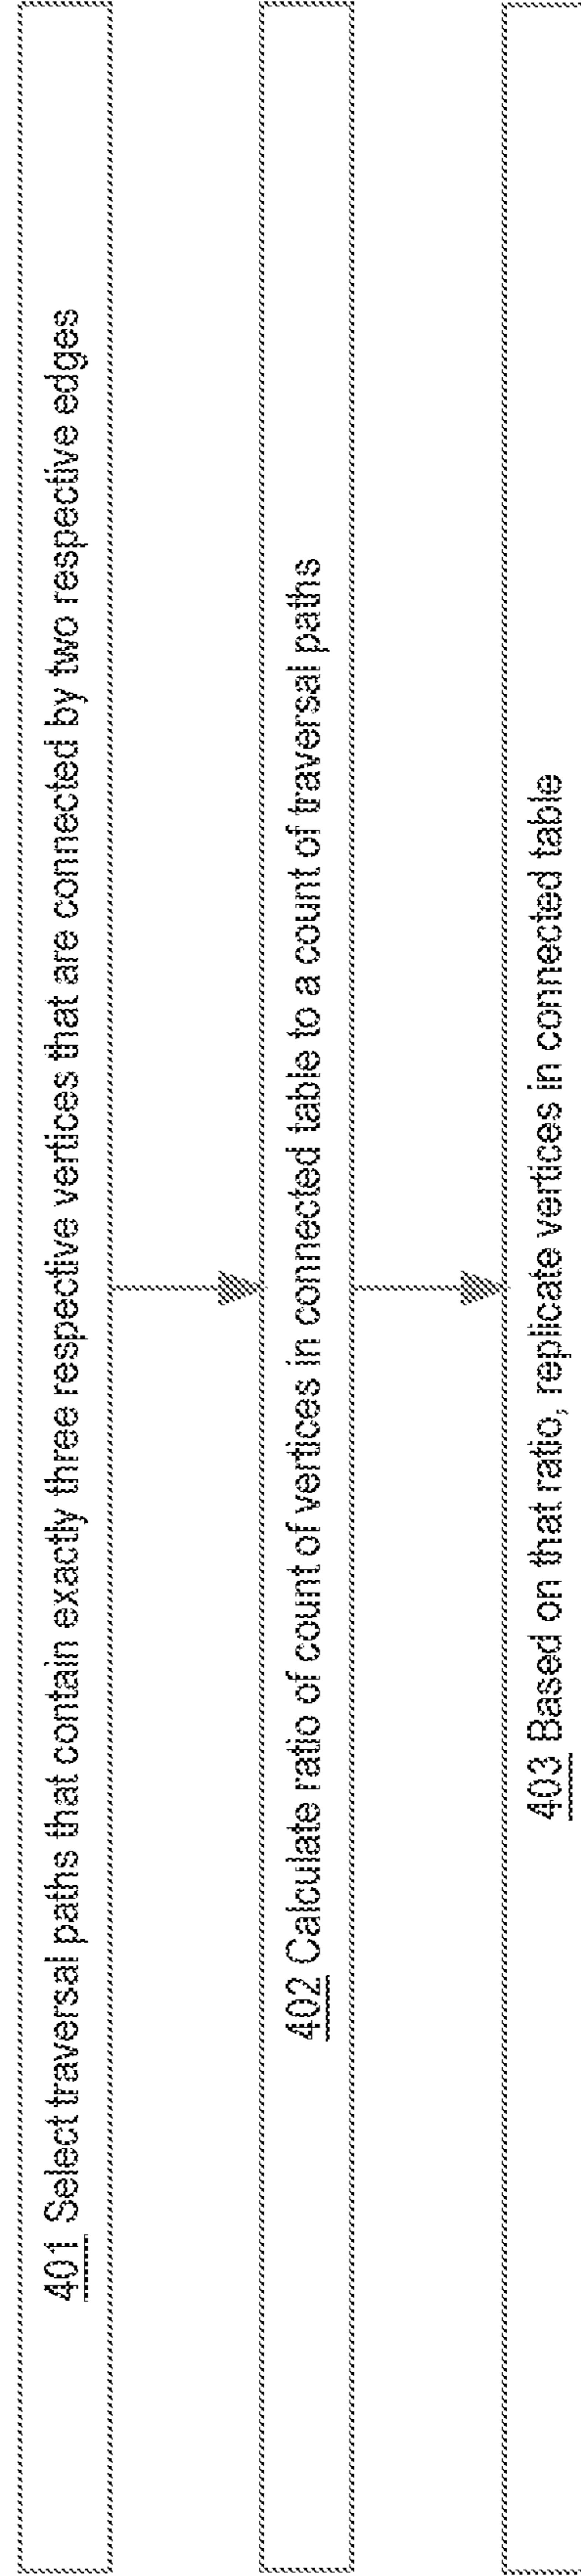 401 Select traversal paths that contain exactly three respective vertices that are connected by two respective edges
402 Calculate ratio of count of vertices in connected table to a count of traversal paths
403 Based on that ratio, replicate vertices in connected table